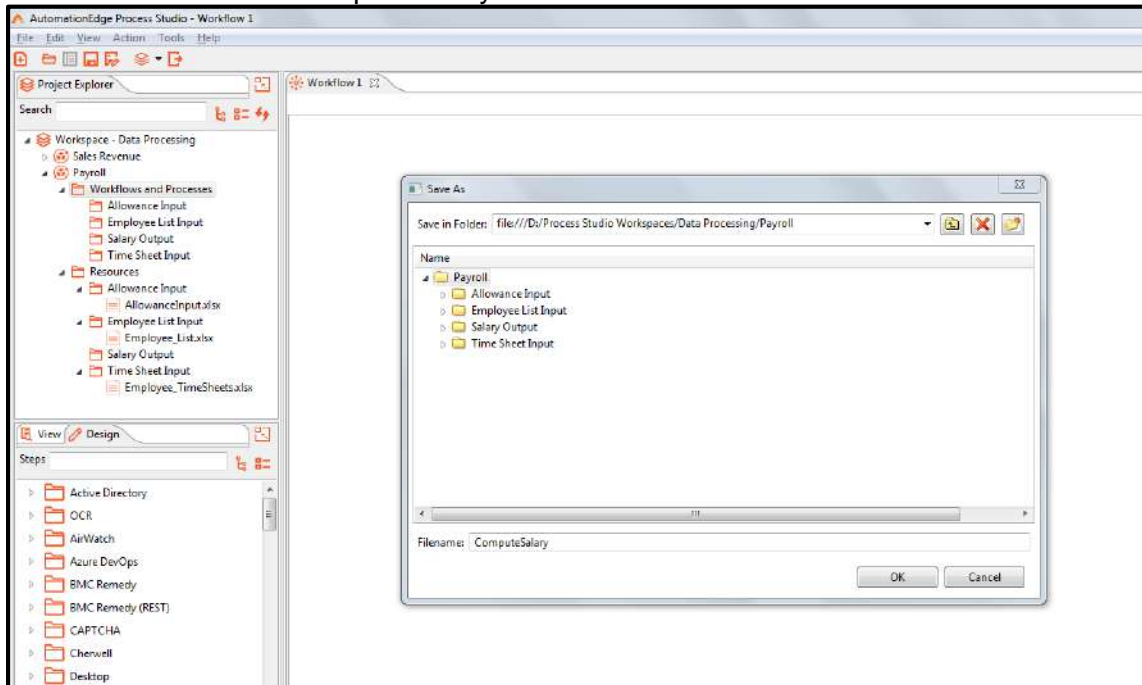 AutomationEdge Process Studio - Workflow 1
File Edit View Action Tools Help
Project Explorer
Search
Workspace - Data Processing
Sales Revenue
Payroll
Workflows and Processes
Allowance Input
Employee List Input
Salary Output
Time Sheet Input
Resources
Allowance Input
AllowanceInput.xlsx
Employee List Input
Employee_List.xlsx
Salary Output
Time Sheet Input
Employee_TimeSheets.xlsx
View Design
Steps
Active Directory
OCR
AirWatch
Azure DevOps
BMC Remedy
BMC Remedy (REST)
CAPTCHA
Cherwell
Desktop
Workflow 1
Save As
Save in Folder: file:///D:/Process Studio Workspaces/Data Processing/Payroll
Name
Payroll
Allowance Input
Employee List Input
Salary Output
Time Sheet Input
Filename: ComputeSalary
OK Cancel